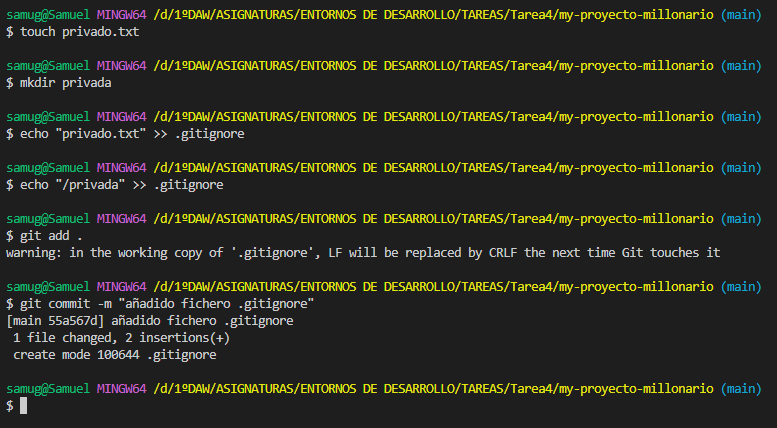 samug@Samuel MINGW64 /d/1ºDAW/ASIGNATURAS/ENTORNOS DE DESARROLLO/TAREAS/Tarea4/my-proyecto-millonario (main)
$ touch privado.txt
samug@Samuel MINGW64 /d/1ºDAW/ASIGNATURAS/ENTORNOS DE DESARROLLO/TAREAS/Tarea4/my-proyecto-millonario (main)
$ mkdir privada
samug@Samuel MINGW64 /d/1ºDAW/ASIGNATURAS/ENTORNOS DE DESARROLLO/TAREAS/Tarea4/my-proyecto-millonario (main)
$ echo "privado.txt" >> .gitignore
samug@Samuel MINGW64 /d/1ºDAW/ASIGNATURAS/ENTORNOS DE DESARROLLO/TAREAS/Tarea4/my-proyecto-millonario (main)
$ echo "/privada" >> .gitignore
samug@Samuel MINGW64 /d/1ºDAW/ASIGNATURAS/ENTORNOS DE DESARROLLO/TAREAS/Tarea4/my-proyecto-millonario (main)
$ git add .
warning: in the working copy of '.gitignore', LF will be replaced by CRLF the next time Git touches it
samug@Samuel MINGW64 /d/1ºDAW/ASIGNATURAS/ENTORNOS DE DESARROLLO/TAREAS/Tarea4/my-proyecto-millonario (main)
$ git commit -m "añadido fichero .gitignore"
[main 55a567d] añadido fichero .gitignore
1 file changed, 2 insertions(+)
create mode 100644 .gitignore
samug@Samuel MINGW64 /d/1ºDAW/ASIGNATURAS/ENTORNOS DE DESARROLLO/TAREAS/Tarea4/my-proyecto-millonario (main)
$